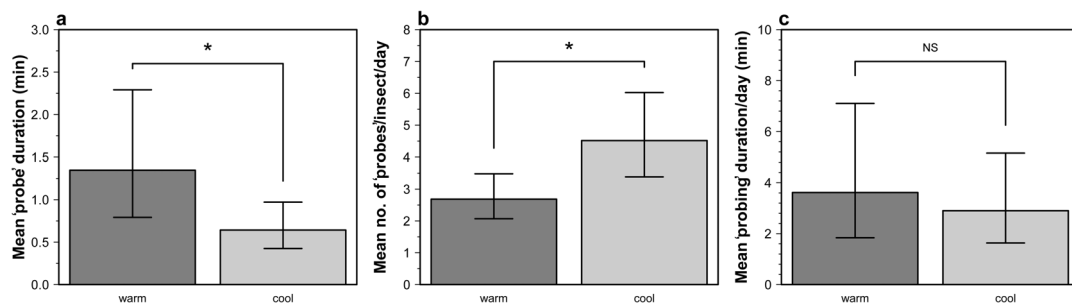 a
Mean 'probe' duration (min)
3.0
2.5
2.0
1.5
1.0
0.5
0.0
*
warm
cool
b
Mean no. of 'probes'/insect/day
8
7
6
5
4
3
2
1
0
*
warm
cool
c
Mean 'probing' duration/day (min)
10
8
6
4
2
0
NS
warm
cool